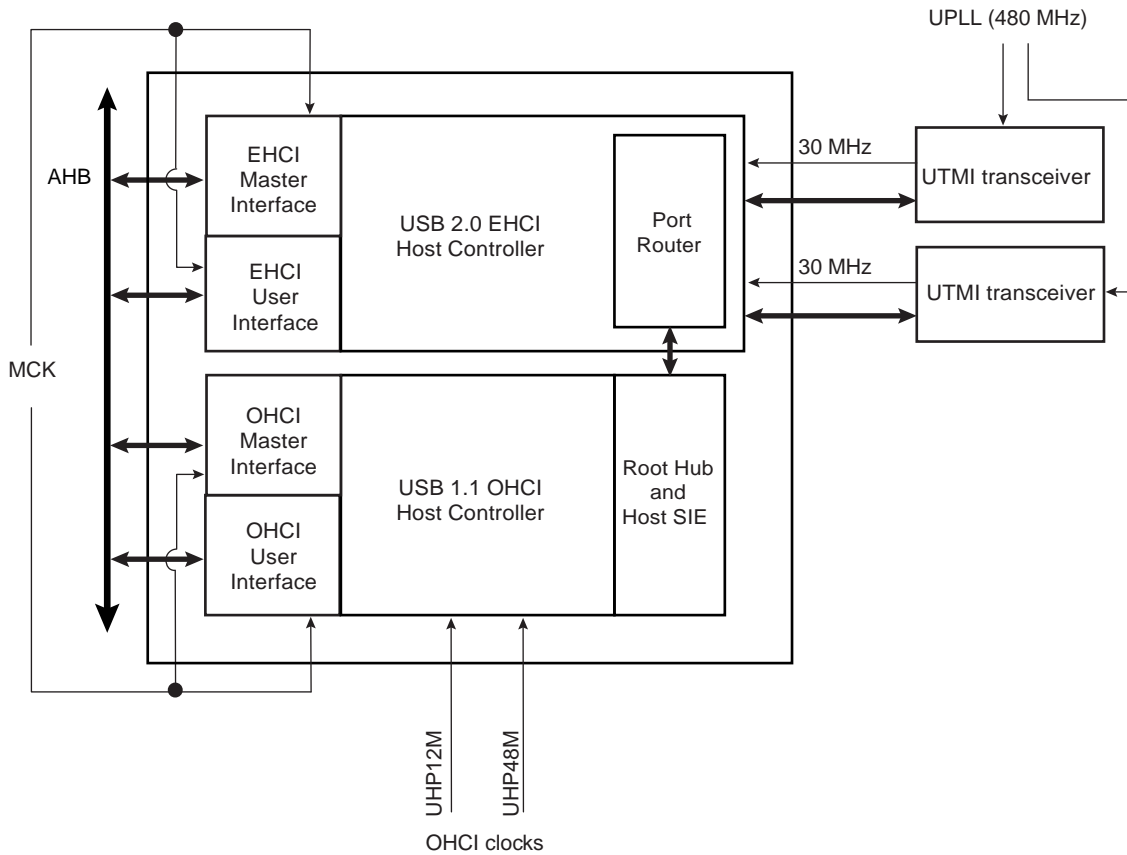 UPLL (480 MHz)
AHB
EHCI
Master
Interface
USB 2.0 EHCI
Host Controller
Port
Router
30 MHz
UTMI transceiver
EHCI
User
Interface
30 MHz
UTMI transceiver
MCK
OHCI
Master
Interface
USB 1.1 OHCI
Host Controller
Root Hub
and
Host SIE
OHCI
User
Interface
UHP12M
UHP48M
OHCI clocks